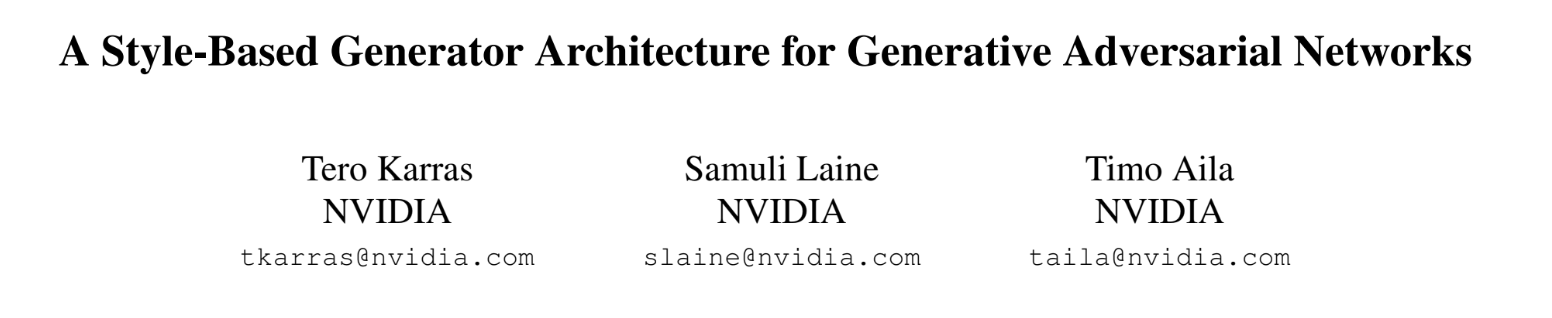 A Style-Based Generator Architecture for Generative Adversarial Networks
Tero Karras
NVIDIA
tkarras@nvidia.com
Samuli Laine
NVIDIA
slaine@nvidia.com
Timo Aila
NVIDIA
taila@nvidia.com